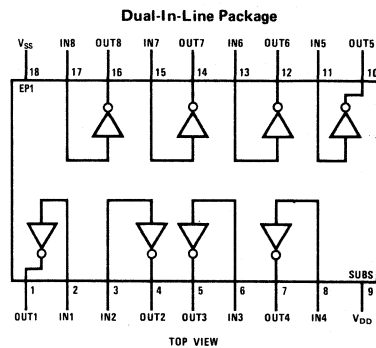 Dual-In-Line Package
VSS IN8 OUT8 IN7 OUT7 IN6 OUT6 IN5 OUT5
18 17 16 15 14 13 12 11 10
EP1
SUBS
1 2 3 4 5 6 7 8 9
OUT1 IN1 IN2 OUT2 OUT3 IN3 OUT4 IN4 VDD
TOP VIEW